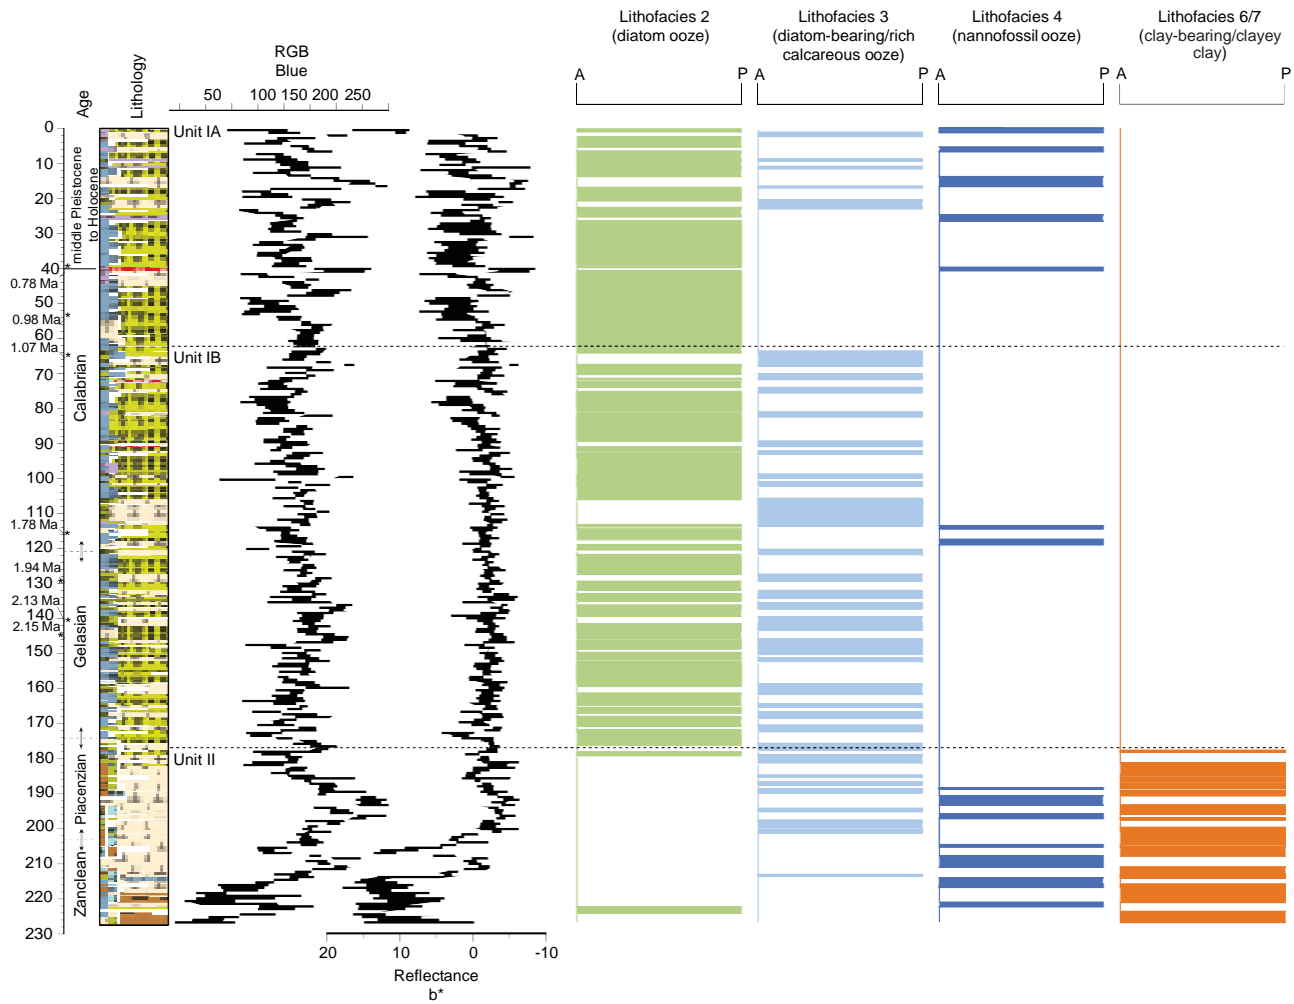 Lithofacies 2
(diatom ooze)
Lithofacies 3
(diatom-bearing/rich
calcareous ooze)
Lithofacies 4
(nannofossil ooze)
Lithofacies 6/7
(clay-bearing/clayey
clay)
A P A P A P A P
RGB
Blue
50 100 150 200 250
Age
Lithology
0
10
20
30
40
50
60
70
80
90
100
110
120
130
140
150
160
170
180
190
200
210
220
230
0.78 Ma
0.98 Ma
1.07 Ma
1.78 Ma
1.94 Ma
2.13 Ma
2.15 Ma
*
*
*
*
*
*
*
middle Pleistocene
to Holocene
Calabrian
Gelasian
Piacenzian
Zanclean
Unit IA
Unit IB
Unit II
20 10 0 -10
Reflectance
b*